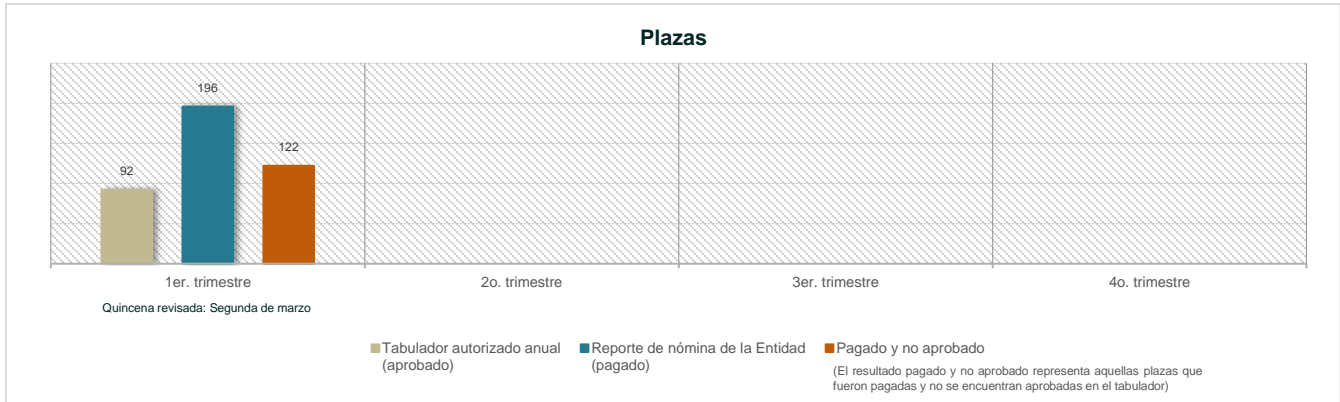 Plazas
196
122
92
1er. trimestre
2o. trimestre
3er. trimestre
4o. trimestre
Quincena revisada: Segunda de marzo
Tabulador autorizado anual
(aprobado)
Reporte de nómina de la Entidad
(pagado)
Pagado y no aprobado
(El resultado pagado y no aprobado representa aquellas plazas que
fueron pagadas y no se encuentran aprobadas en el tabulador)